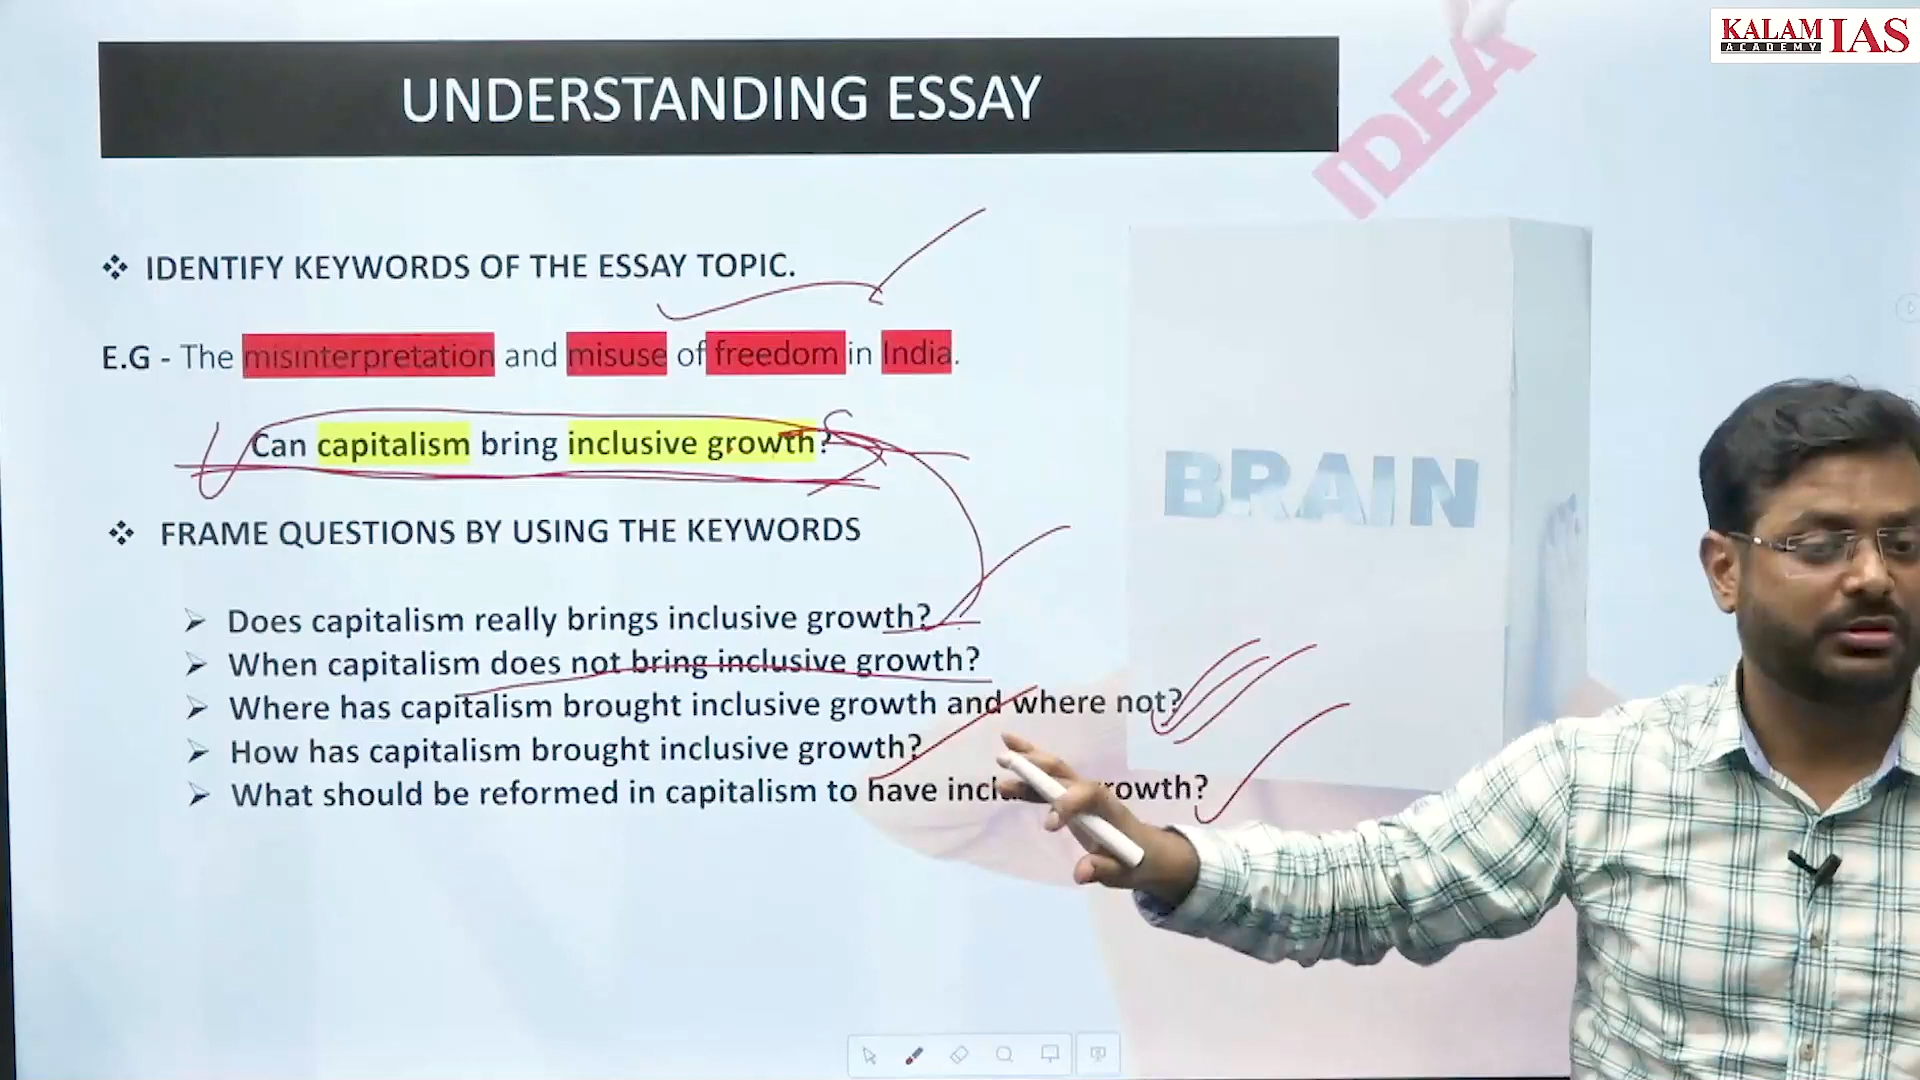 KALAM IAS
ACADEMY
UNDERSTANDING ESSAY
IDEA
❖ IDENTIFY KEYWORDS OF THE ESSAY TOPIC.
E.G - The misinterpretation and misuse of freedom in India.
Can capitalism bring inclusive growth?
BRAIN
❖ FRAME QUESTIONS BY USING THE KEYWORDS
➢ Does capitalism really brings inclusive growth?
➢ When capitalism does not bring inclusive growth?
➢ Where has capitalism brought inclusive growth and where not?
➢ How has capitalism brought inclusive growth?
➢ What should be reformed in capitalism to have growth?